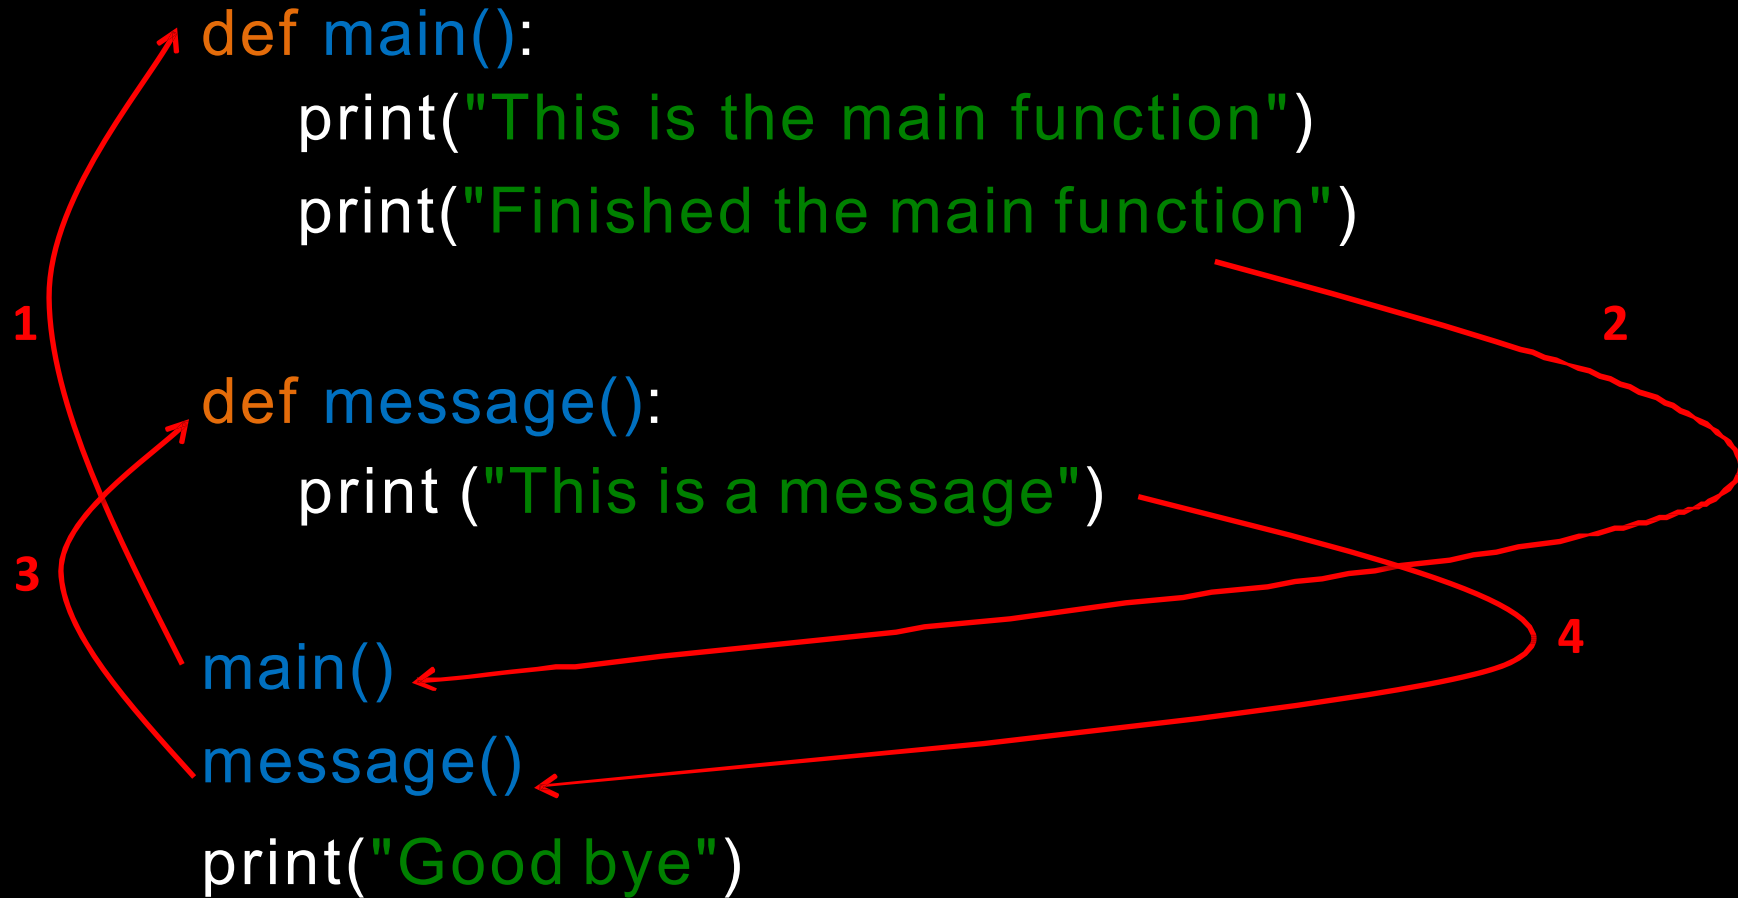 def main():
print("This is the main function")
print("Finished the main function")
1
2
def message():
print ("This is a message")
3
4
main()
message()
print("Good bye")